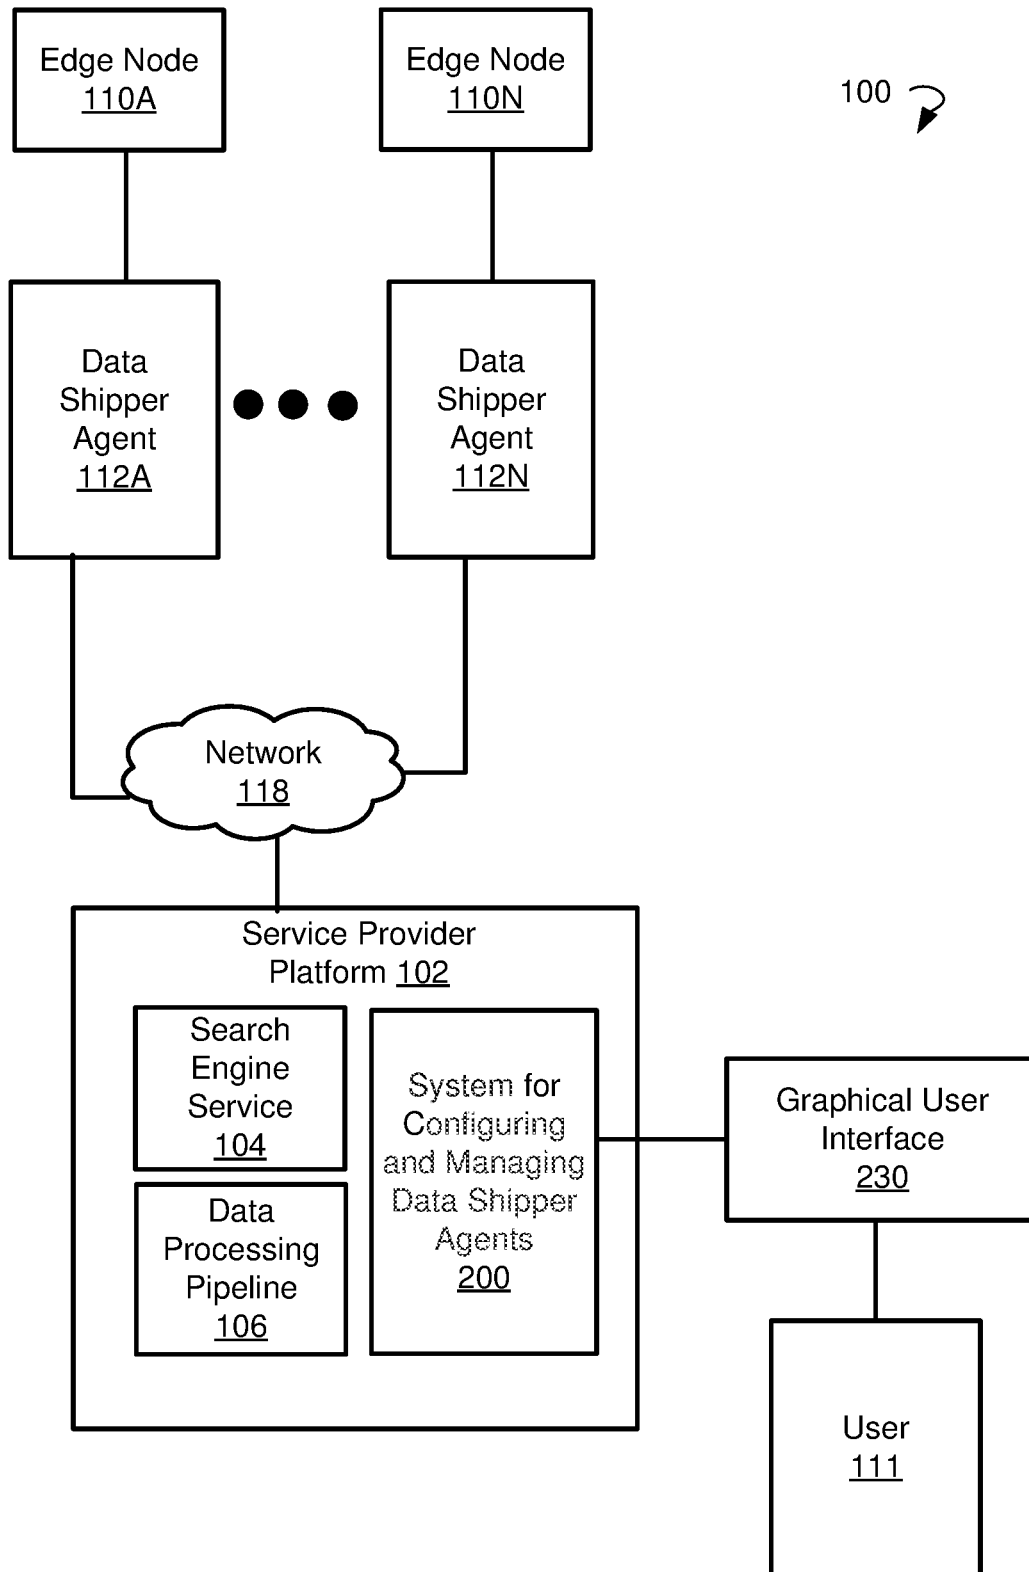 Edge Node
110A
Edge Node
110N
100
Data
Shipper
Agent
112A
Data
Shipper
Agent
112N
Network
118
Service Provider
Platform 102
Search
Engine
Service
104
Data
Processing
Pipeline
106
System for
Configuring
and Managing
Data Shipper
Agents
200
Graphical User
Interface
230
User
111